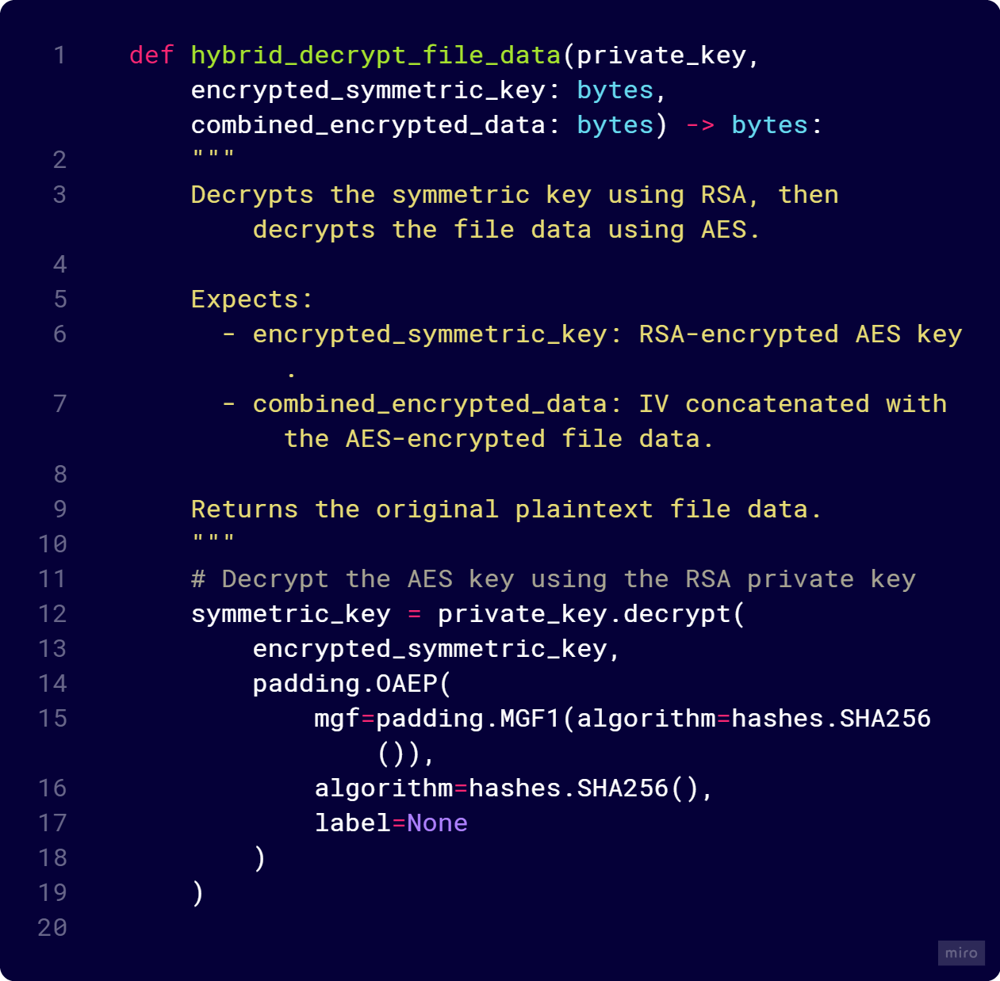 1 def hybrid_decrypt_file_data(private_key,
encrypted_symmetric_key: bytes,
combined_encrypted_data: bytes) -> bytes:
2 """
3 Decrypts the symmetric key using RSA, then
decrypts the file data using AES.
4
5 Expects:
6 - encrypted_symmetric_key: RSA-encrypted AES key
.
7 - combined_encrypted_data: IV concatenated with
the AES-encrypted file data.
8
9 Returns the original plaintext file data.
10 """
11 # Decrypt the AES key using the RSA private key
12 symmetric_key = private_key.decrypt(
13 encrypted_symmetric_key,
14 padding.OAEP(
15 mgf=padding.MGF1(algorithm=hashes.SHA256
()),
16 algorithm=hashes.SHA256(),
17 label=None
18 )
19 )
20
miro